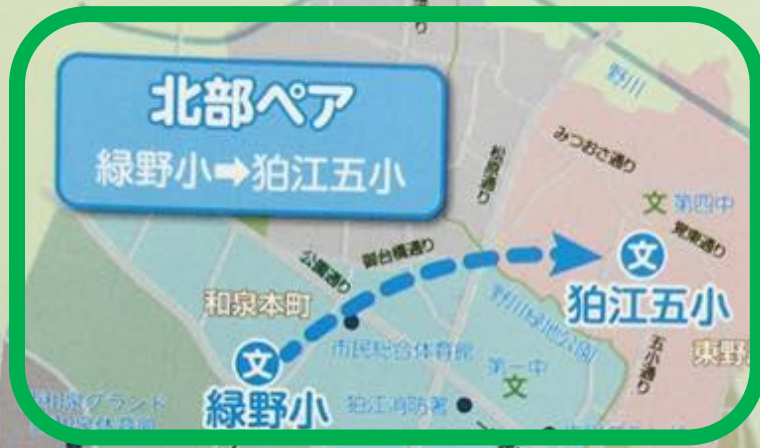 北部ペア
緑野小➡狛江五小
野川
みつおさ通り
松原通り
文 第四中
覚東通り
文
狛江五小
御台橋通り
公園通り
和泉本町
野川緑地公園
五小通り
東野
市民総合体育館
第一中
文
文
緑野小
狛江消防署